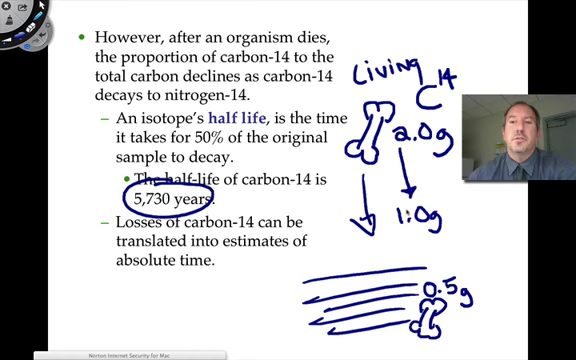 • However, after an organism dies,
the proportion of carbon-14 to the
total carbon declines as carbon-14
decays to nitrogen-14.
– An isotope's half life, is the time
it takes for 50% of the original
sample to decay.
• The half-life of carbon-14 is
5,730 years.
– Losses of carbon-14 can be
translated into estimates of
absolute time.
Living
C14
2.0g
1.0g
0.5g
Norton Internet Security for Mac